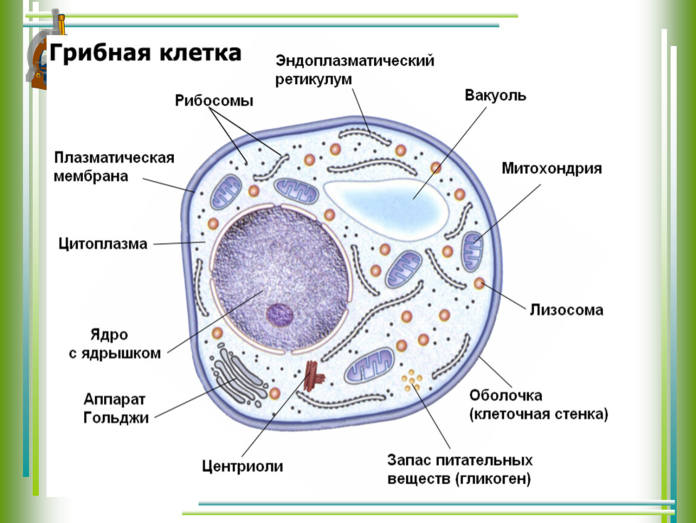 Грибная клетка
Эндоплазматический
ретикулум
Рибосомы
Вакуоль
Плазматическая
мембрана
Митохондрия
Цитоплазма
Лизосома
Ядро
с ядрышком
Аппарат
Гольджи
Оболочка
(клеточная стенка)
Центриоли
Запас питательных
веществ (гликоген)